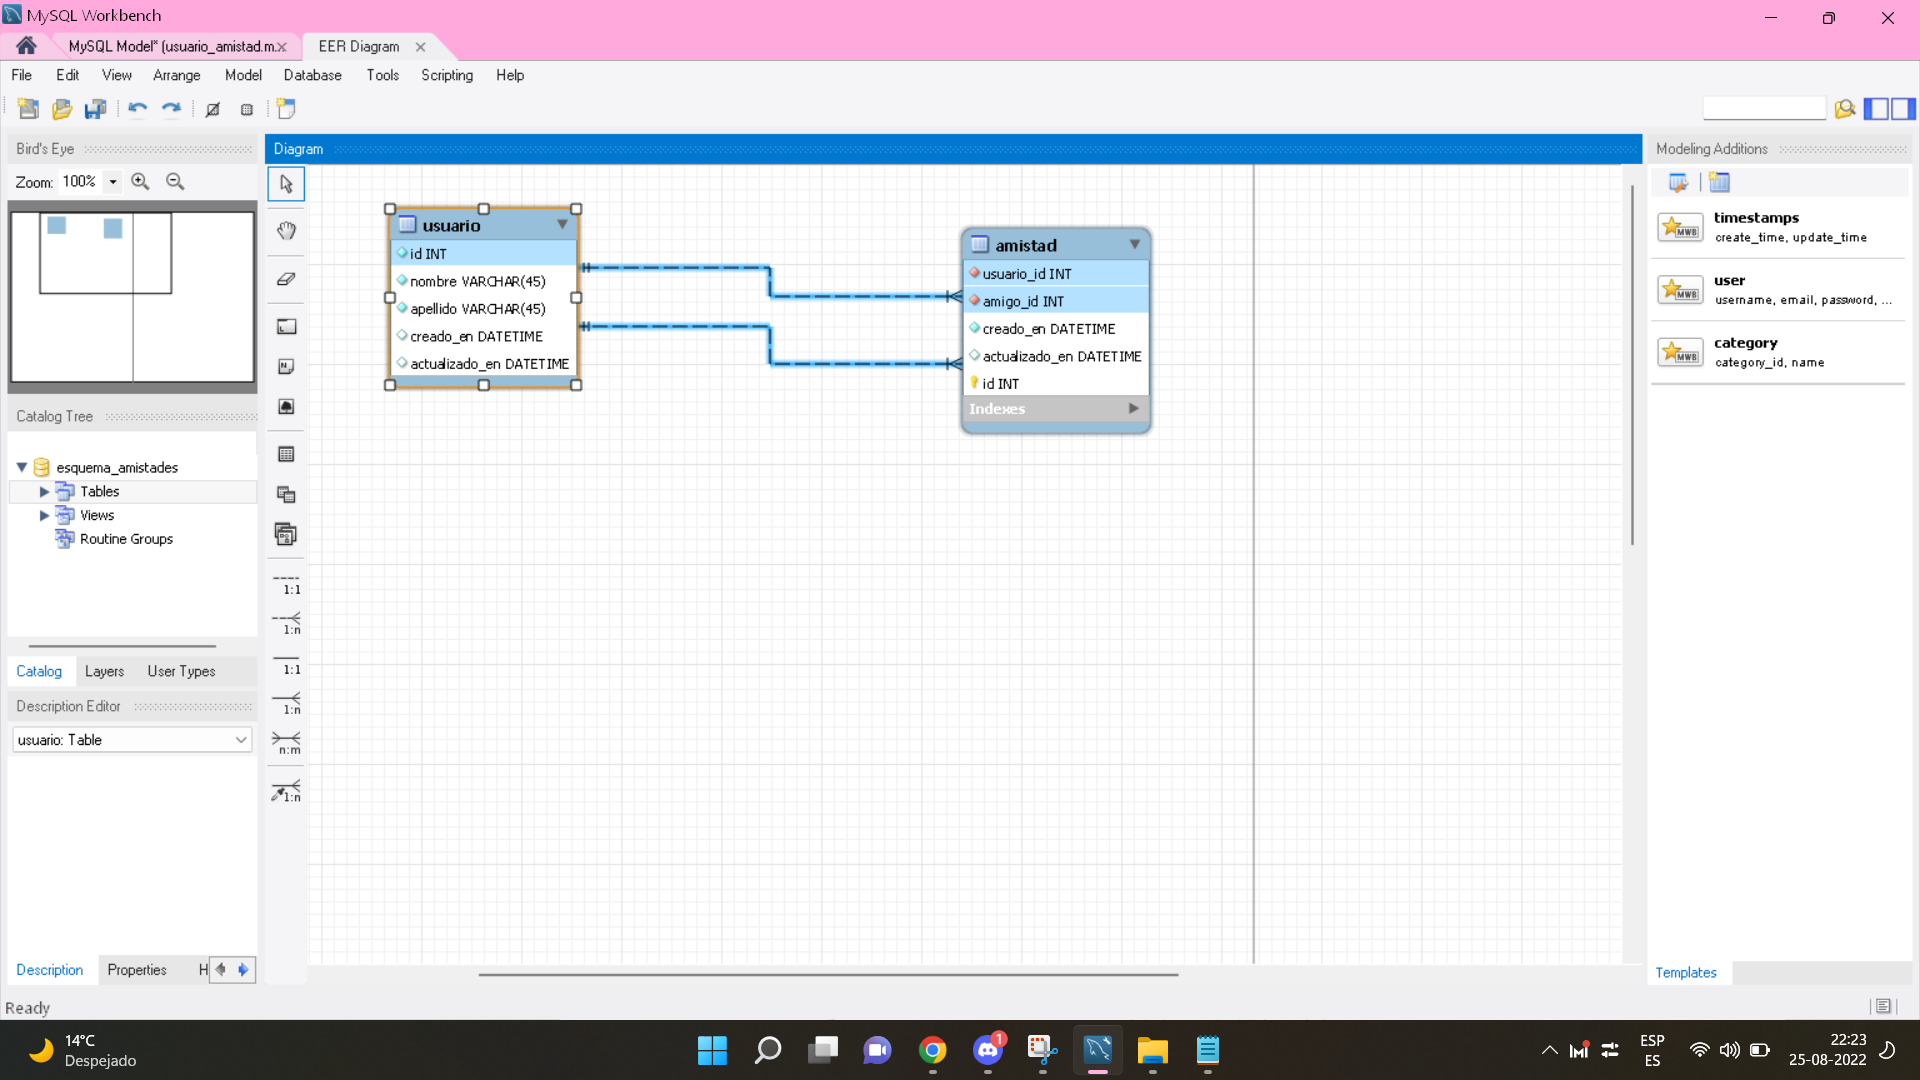 MySQL Workbench
MySQL Model* (usuario_amistad.m...
EER Diagram
File Edit View Arrange Model Database Tools Scripting Help
Bird's Eye
Zoom: 100%
Catalog Tree
esquema_amistades
Tables
Views
Routine Groups
Catalog Layers User Types
Description Editor
usuario: Table
Description Properties H
Ready
Diagram
1:1
1:n
1:1
1:n
n:m
1:n
usuario
id INT
nombre VARCHAR(45)
apellido VARCHAR(45)
creado_en DATETIME
actualizado_en DATETIME
amistad
usuario_id INT
amigo_id INT
creado_en DATETIME
actualizado_en DATETIME
id INT
Indexes
Modeling Additions
MWB
timestamps
create_time, update_time
MWB
user
username, email, password, ...
MWB
category
category_id, name
Templates
14°C
Despejado
1
ESP
ES
22:23
25-08-2022